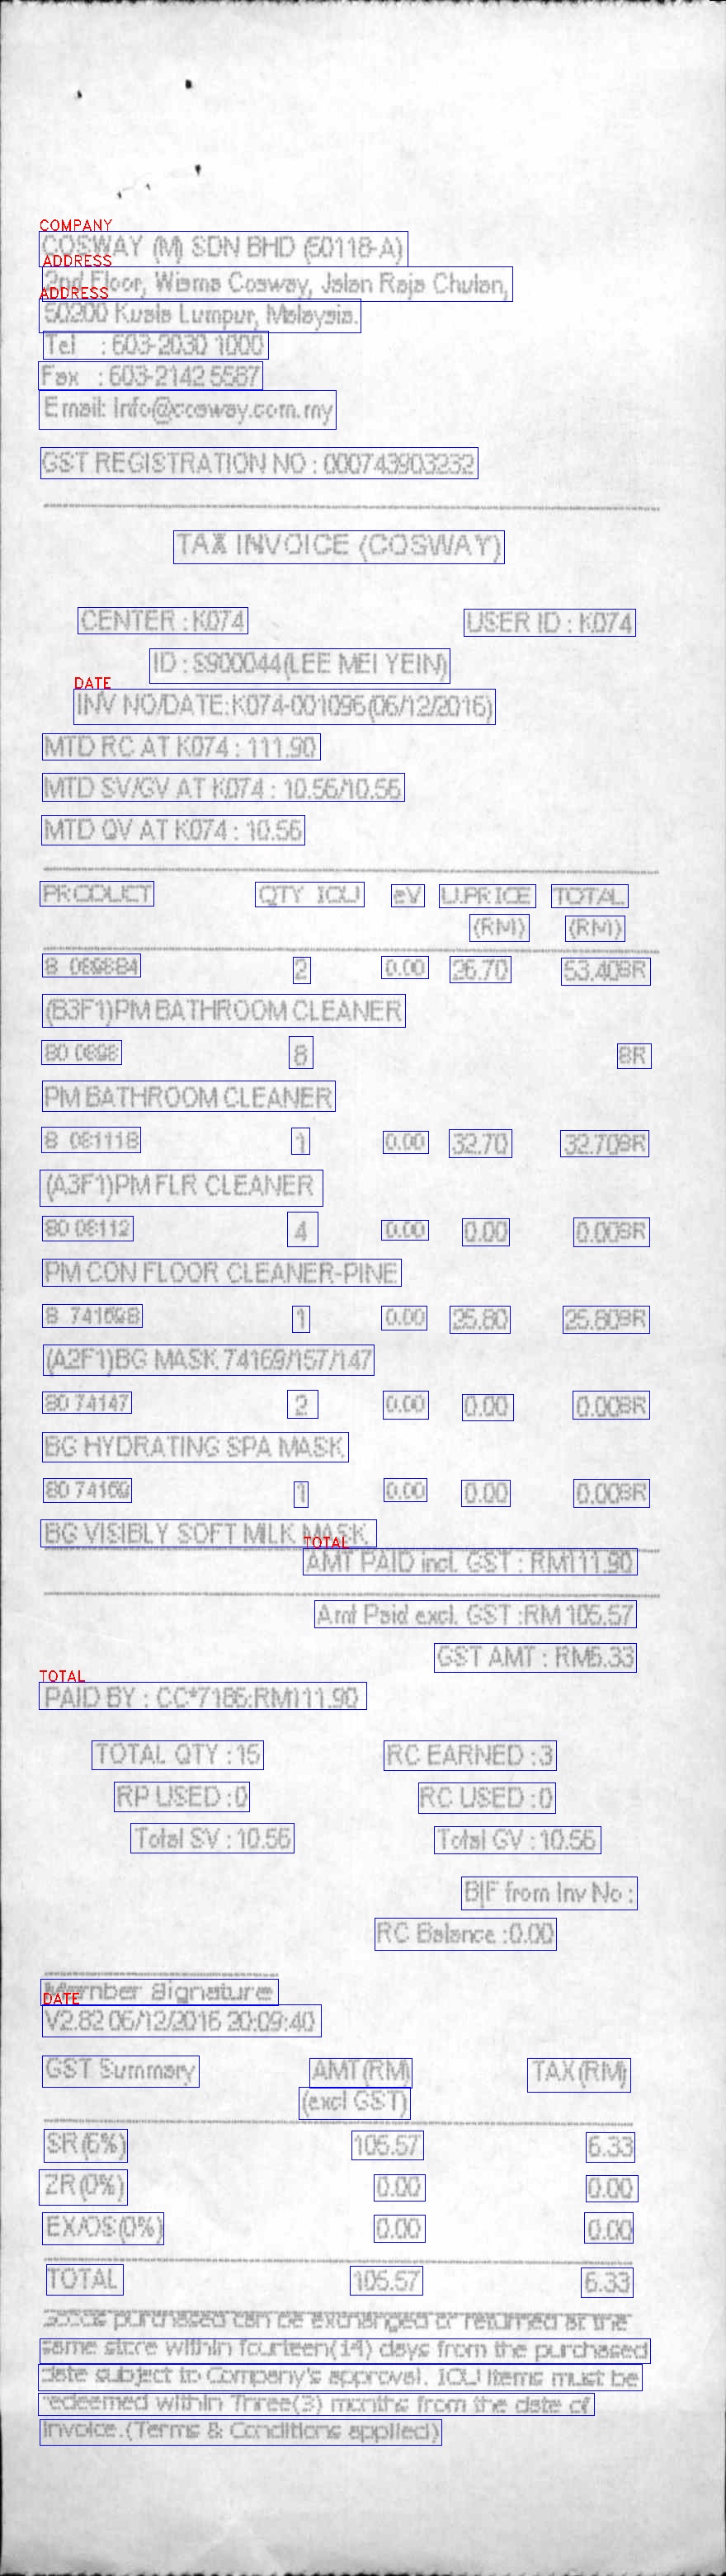 COMPANY
COSWAY (M) SDN BHD (50118-A)
ADDRESS
2nd Floor, Wisma Cosway, Jalan Raja Chulan,
ADDRESS
50200 Kuala Lumpur, Malaysia.
Tel : 603-2030 1000
Fax : 603-2142 5587
Email: Info@cosway.com.my
GST REGISTRATION NO : 000743903232
TAX INVOICE (COSWAY)
CENTER : K074 USER ID : K074
ID : S900044(LEE MEI YEIN)
DATE
INV NO/DATE:K074-001096(06/12/2016)
MTD RC AT K074 : 111.90
MTD SV/GV AT K074 : 10.56/10.56
MTD QV AT K074 : 10.56
PRODUCT QTY IOU eV U.PRICE TOTAL
(RM) (RM)
8 2 0.00 26.70 53.40BR
(B3F1)PM BATHROOM CLEANER
80 8 BR
PM BATHROOM CLEANER
8 081118 1 0.00 32.70 32.70BR
(A3F1)PM FLR CLEANER
80 08112 4 0.00 0.00 0.00BR
PM CON FLOOR CLEANER-PINE
8 74169B 1 0.00 25.80 25.80BR
(A2F1)BG MASK 74169/157/147
80 74147 2 0.00 0.00 0.00BR
BG HYDRATING SPA MASK
80 74169 1 0.00 0.00 0.00BR
BG VISIBLY SOFT MILK MASK
TOTAL
AMT PAID incl. GST : RM111.90
Amt Paid excl. GST :RM 105.57
GST AMT : RM6.33
TOTAL
PAID BY : CC*7186:RM111.90
TOTAL QTY :15 RC EARNED :3
RP USED :0 RC USED :0
Total SV : 10.56 Total GV : 10.56
B|F from Inv No :
RC Balance :0.00
Member Signature
DATE
V2.82 06/12/2016 20:09:40
GST Summary AMT(RM) TAX(RM)
(excl GST)
SR(6%) 105.57 6.33
ZR(0%) 0.00 0.00
EX/OS(0%) 0.00 0.00
TOTAL 105.57 6.33
Goods purchased can be exchanged or returned at the
same store within fourteen(14) days from the purchased
date subject to Company's approval. IOU Items must be
redeemed within Three(3) months from the date of
Invoice.(Terms & Conditions applied)